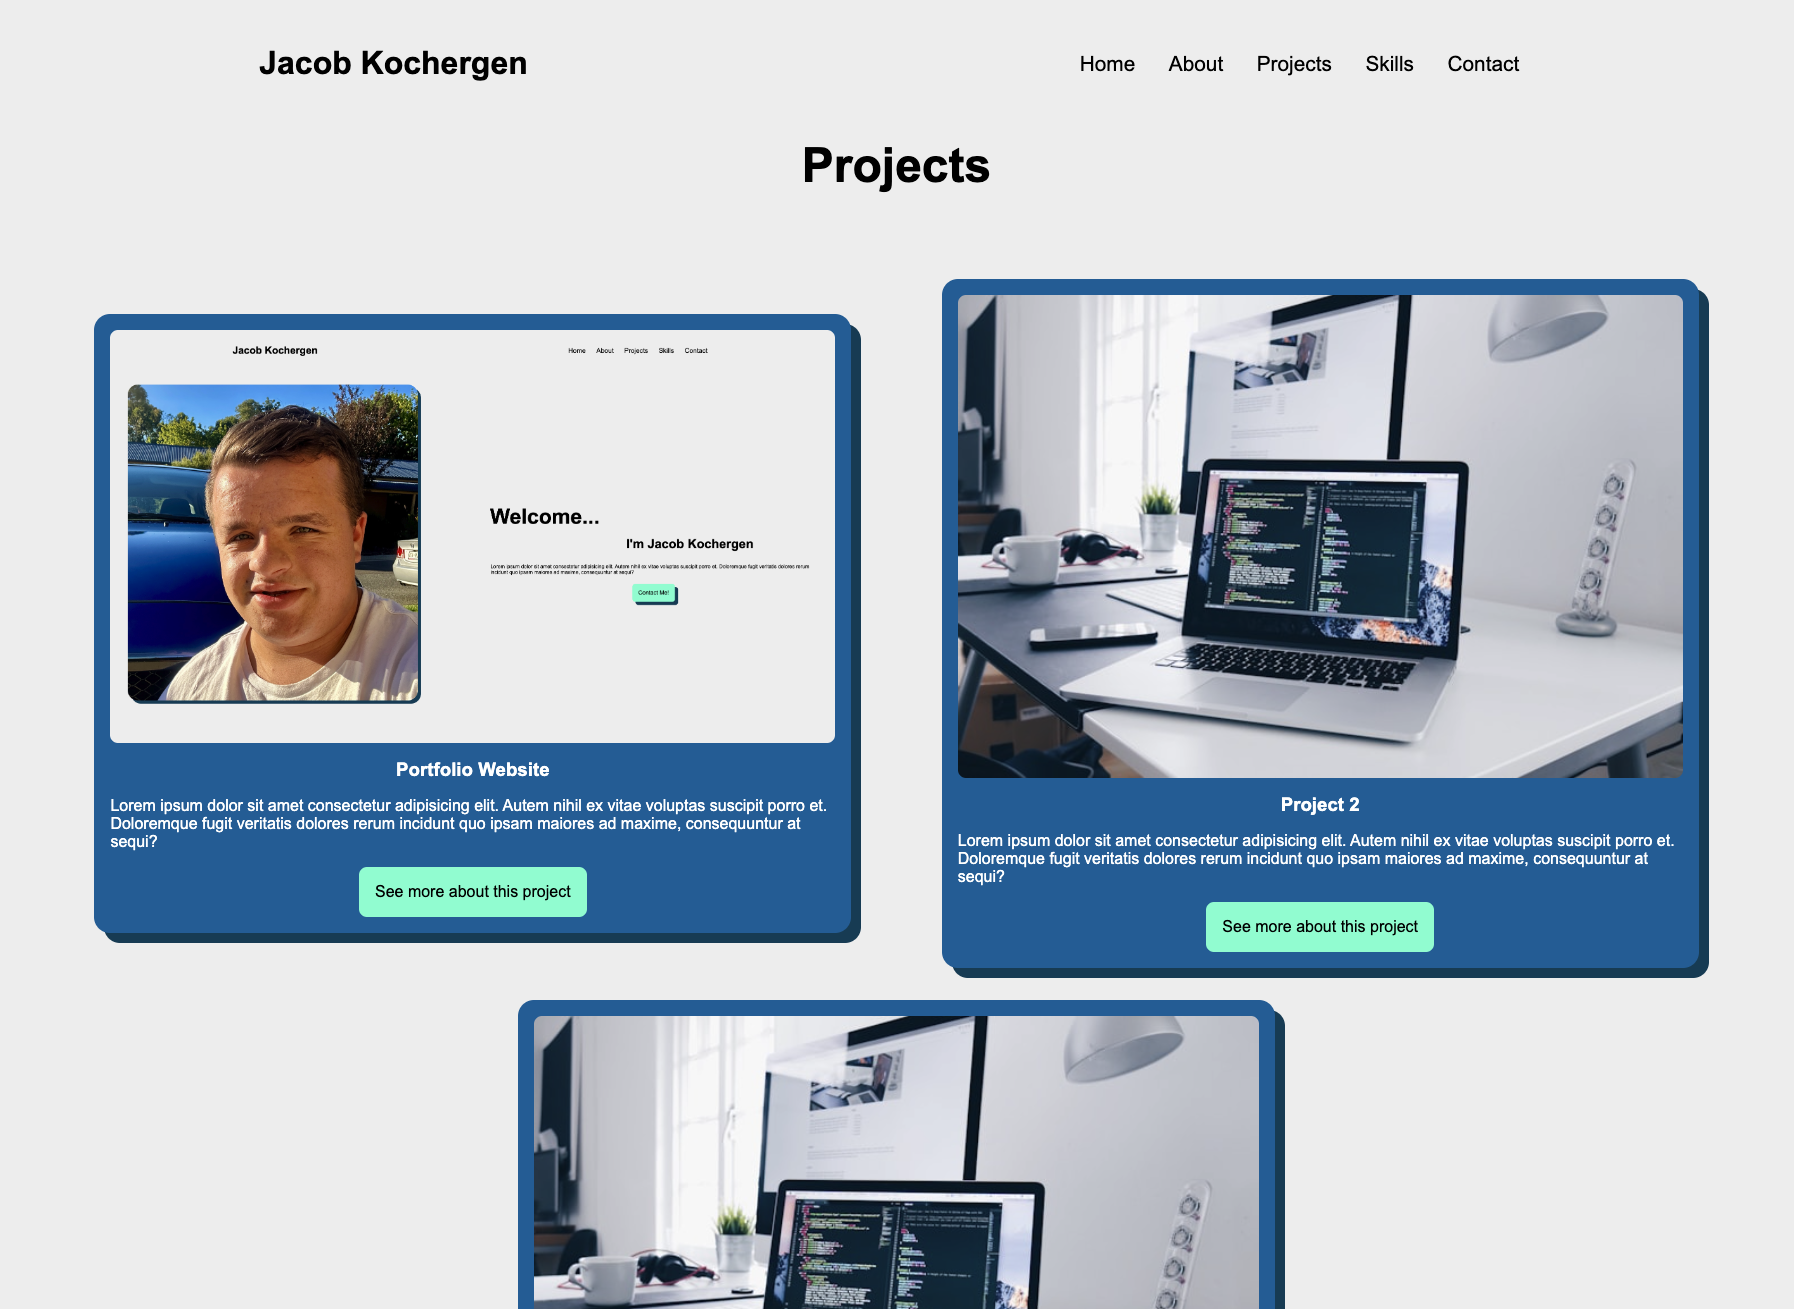 Jacob Kochergen
Home About Projects Skills Contact
Projects
Jacob Kochergen
Home About Projects Skills Contact
Welcome...
I'm Jacob Kochergen
Lorem ipsum dolor sit amet consectetur adipisicing elit. Autem nihil ex vitae voluptas suscipit porro et. Doloremque fugit veritatis dolores rerum
incidunt quo ipsam maiores ad maxime, consequuntur at sequi?
Contact Me!
Portfolio Website
Lorem ipsum dolor sit amet consectetur adipisicing elit. Autem nihil ex vitae voluptas suscipit porro et.
Doloremque fugit veritatis dolores rerum incidunt quo ipsam maiores ad maxime, consequuntur at
sequi?
See more about this project
Project 2
Lorem ipsum dolor sit amet consectetur adipisicing elit. Autem nihil ex vitae voluptas suscipit porro et.
Doloremque fugit veritatis dolores rerum incidunt quo ipsam maiores ad maxime, consequuntur at
sequi?
See more about this project